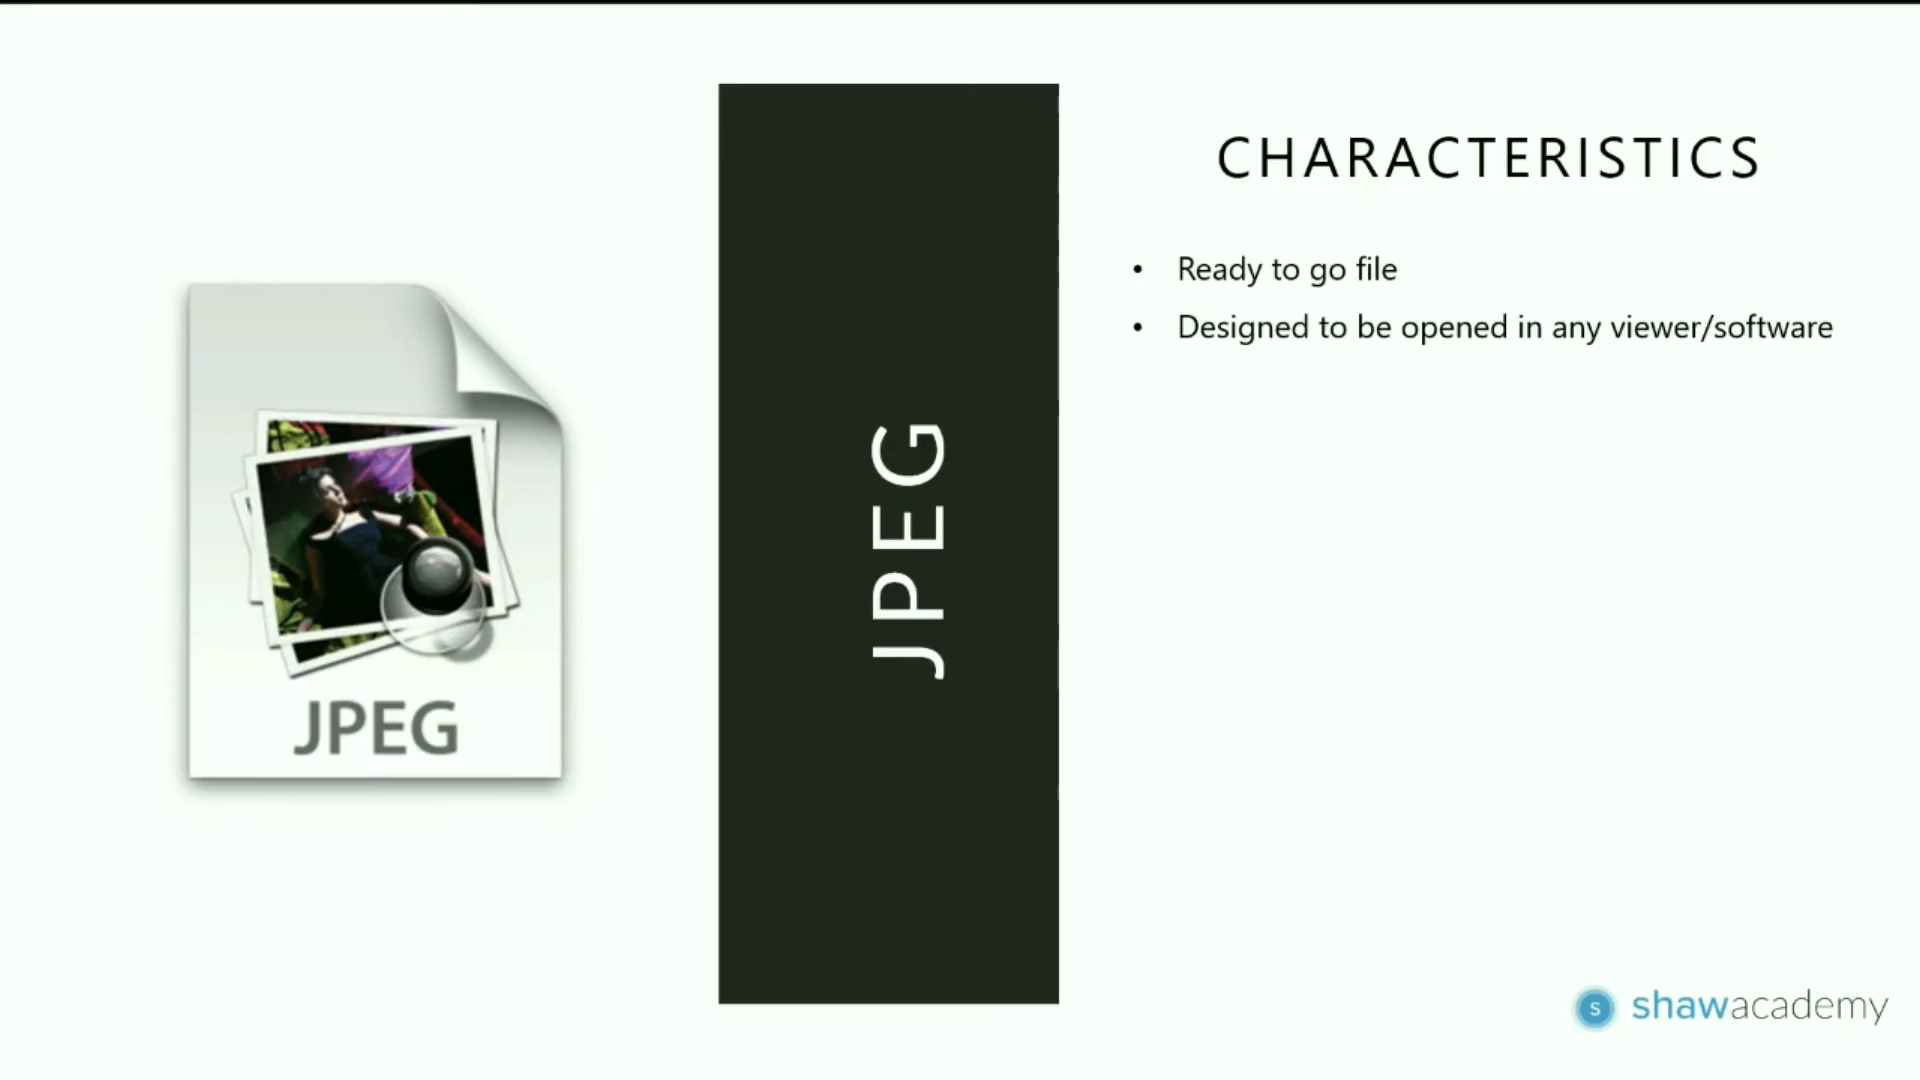 JPEG
JPEG
CHARACTERISTICS
• Ready to go file
• Designed to be opened in any viewer/software
s shawacademy